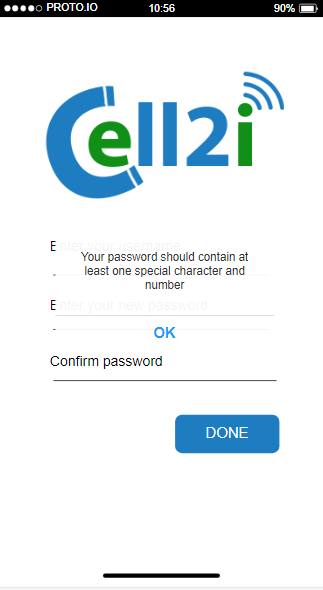 PROTO.IO 10:56 90%
Cell2i
Enter your username
Your password should contain at
least one special character and
number
Enter your new password
OK
Confirm password
DONE